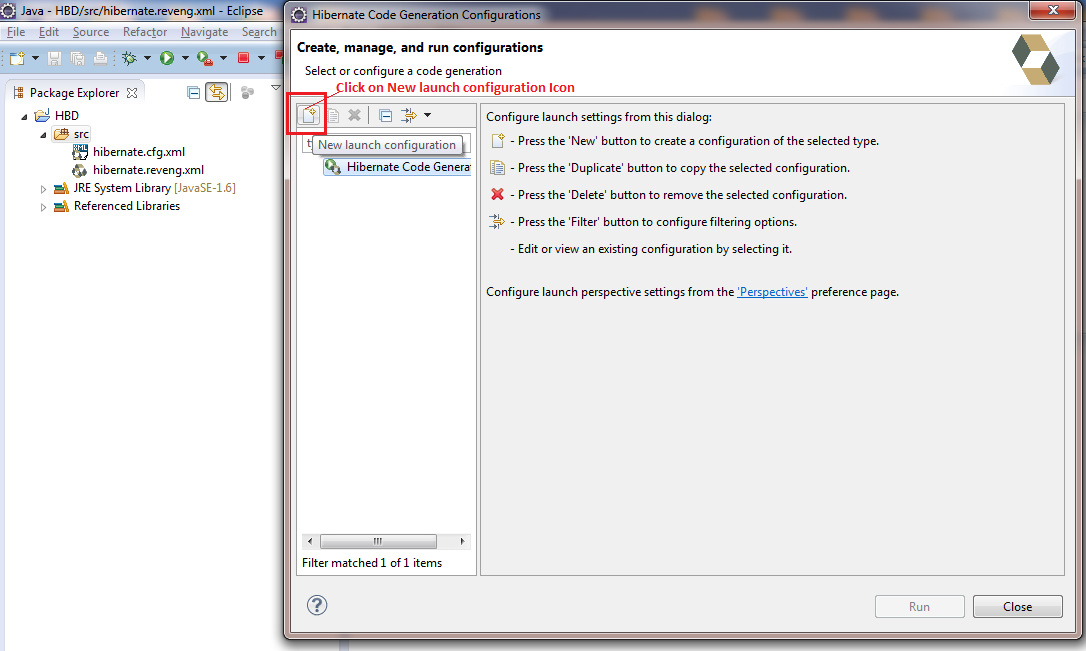 Java - HBD/src/hibernate.reveng.xml - Eclipse
File Edit Source Refactor Navigate Search
Package Explorer
HBD
src
hibernate.cfg.xml
hibernate.reveng.xml
JRE System Library [JavaSE-1.6]
Referenced Libraries
Hibernate Code Generation Configurations
Create, manage, and run configurations
Select or configure a code generation
Click on New launch configuration Icon
New launch configuration
Hibernate Code Generat
Filter matched 1 of 1 items
Configure launch settings from this dialog:
- Press the 'New' button to create a configuration of the selected type.
- Press the 'Duplicate' button to copy the selected configuration.
- Press the 'Delete' button to remove the selected configuration.
- Press the 'Filter' button to configure filtering options.
- Edit or view an existing configuration by selecting it.
Configure launch perspective settings from the 'Perspectives' preference page.
Run Close